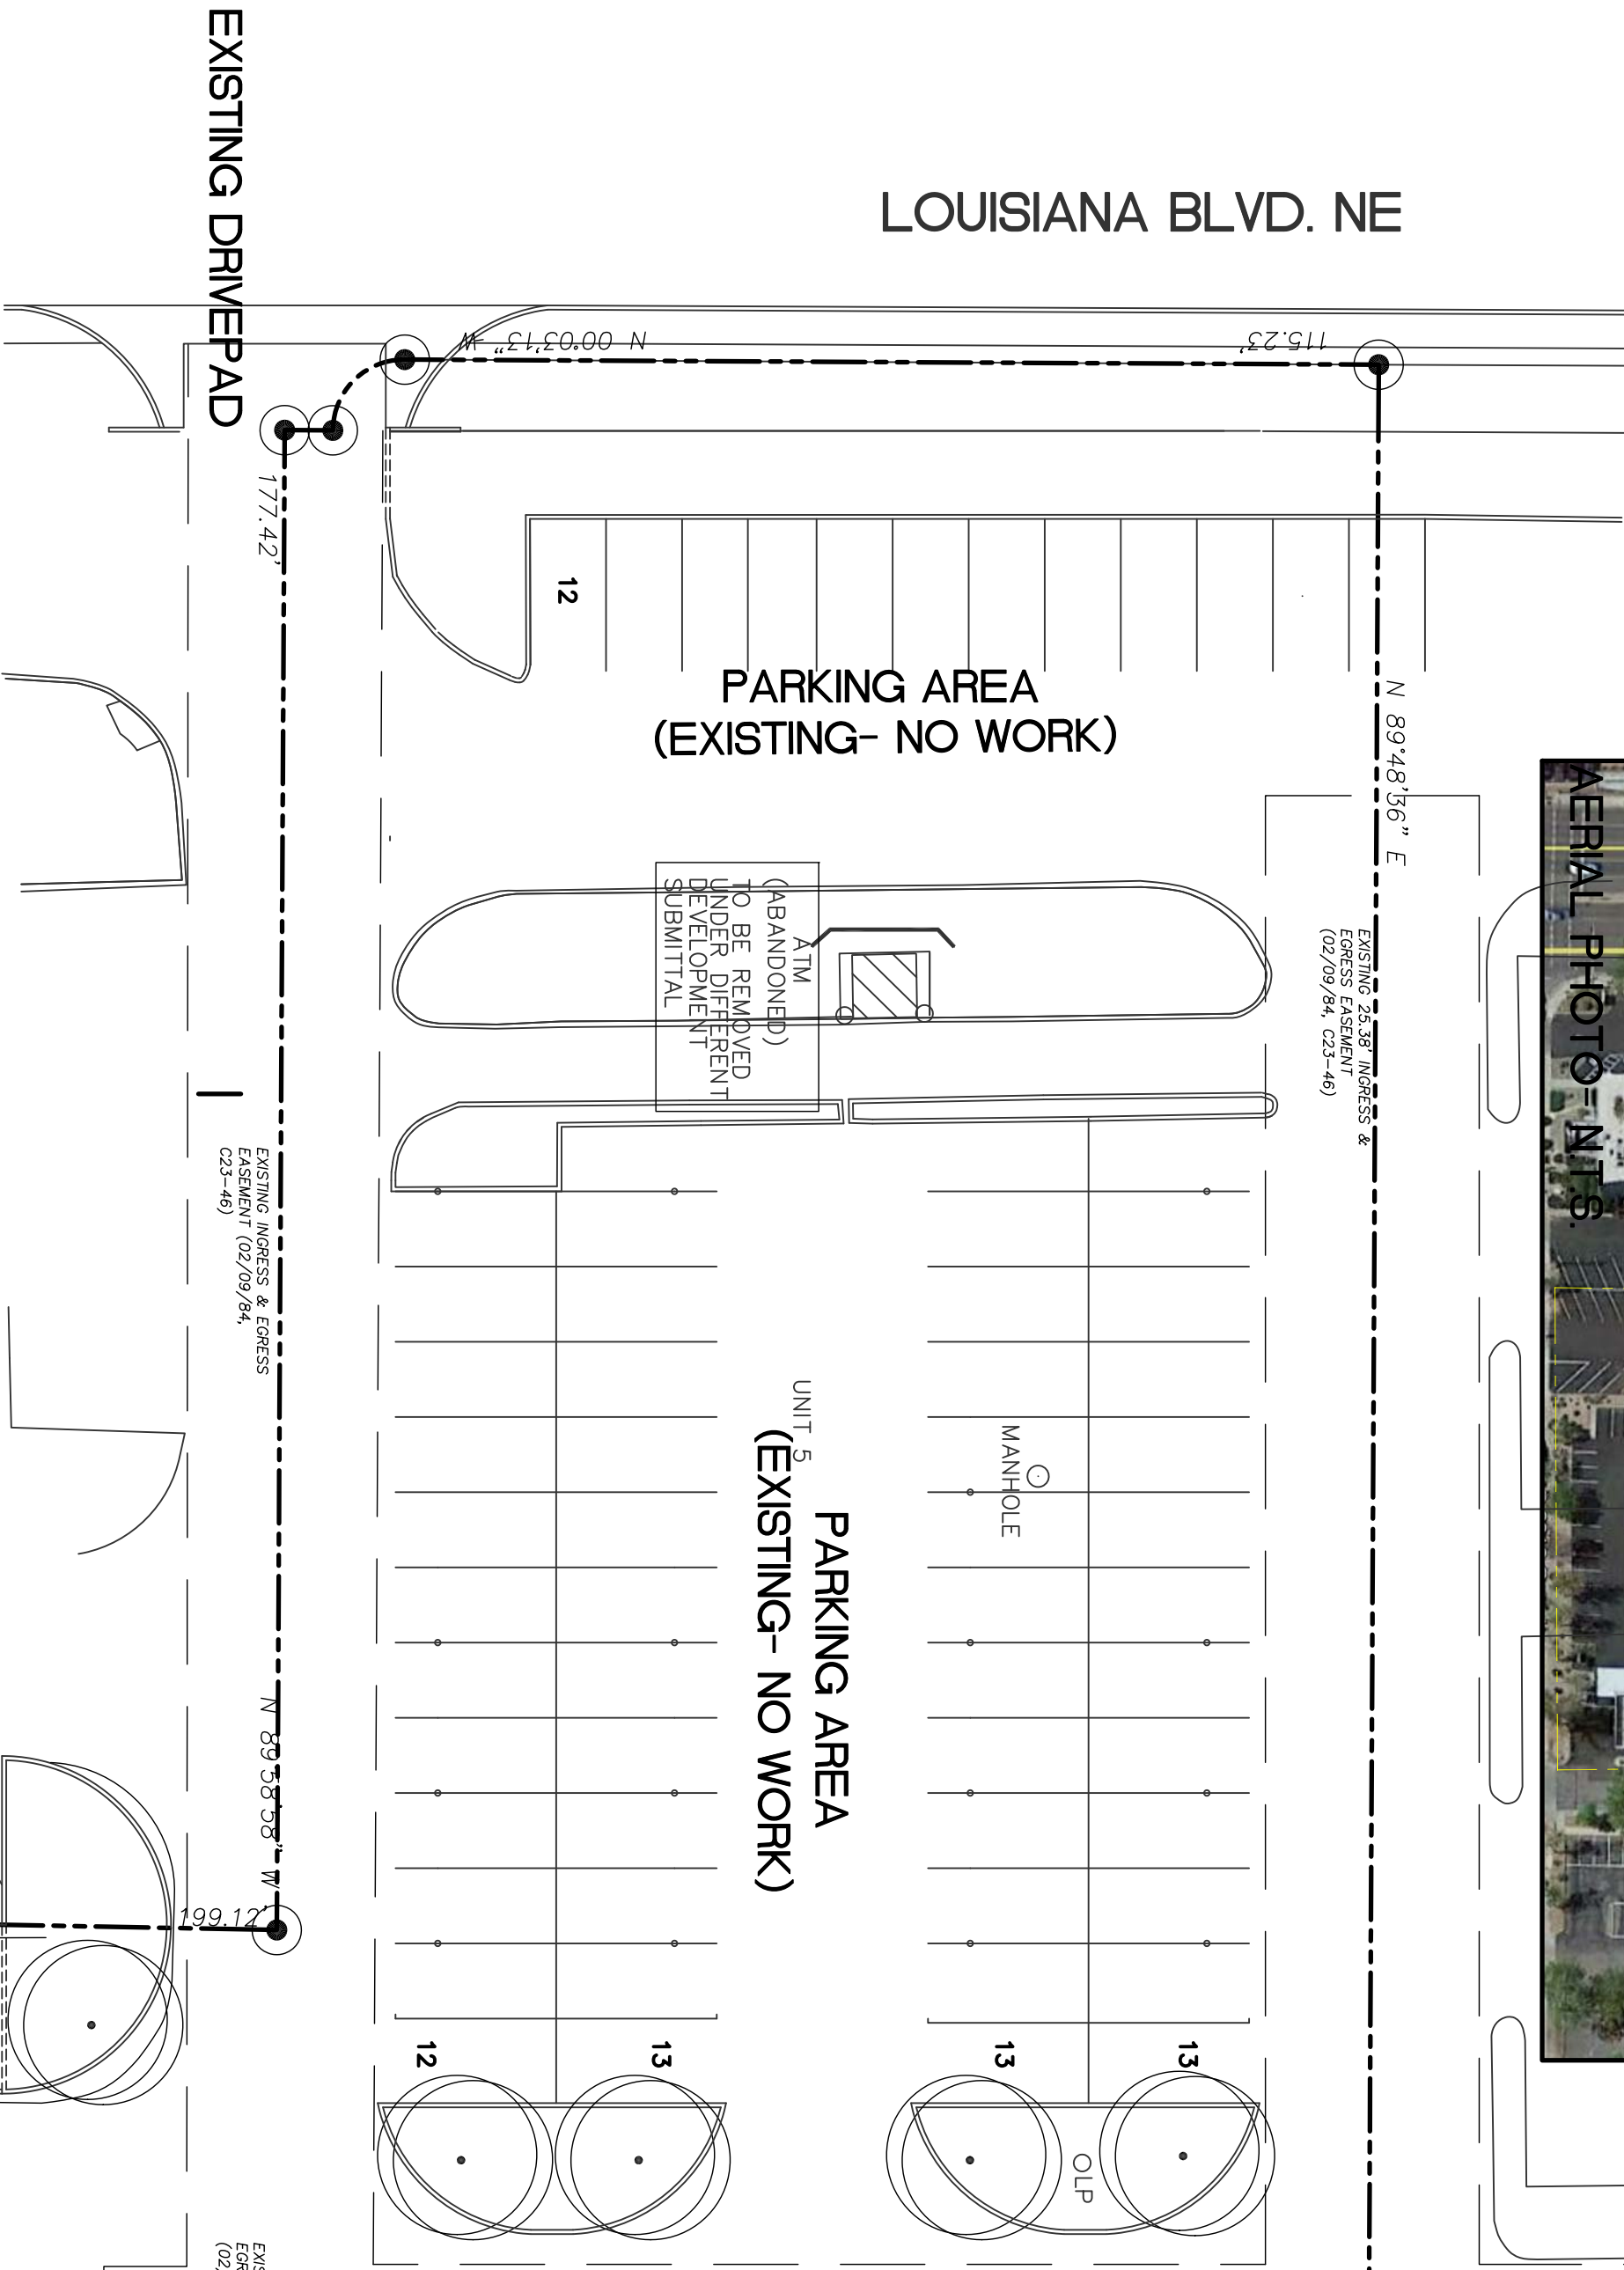 EXISTING DRIVEPAD
LOUISIANA BLVD. NE
N 00°03'13" W
115.23'
177.42'
12
PARKING AREA
(EXISTING- NO WORK)
N 89°48'36" E
AERIAL PHOTO- N.T.S.
ATM
(ABANDONED)
TO BE REMOVED
UNDER DIFFERENT
DEVELOPMENT
SUBMITTAL
EXISTING 25.38' INGRESS &
EGRESS EASEMENT
(02/09/84, C23-46)
EXISTING INGRESS & EGRESS
EASEMENT (02/09/84,
C23-46)
UNIT 5
MANHOLE
PARKING AREA
(EXISTING- NO WORK)
N 89°58'58" W
199.12'
12
13
13
13
LP